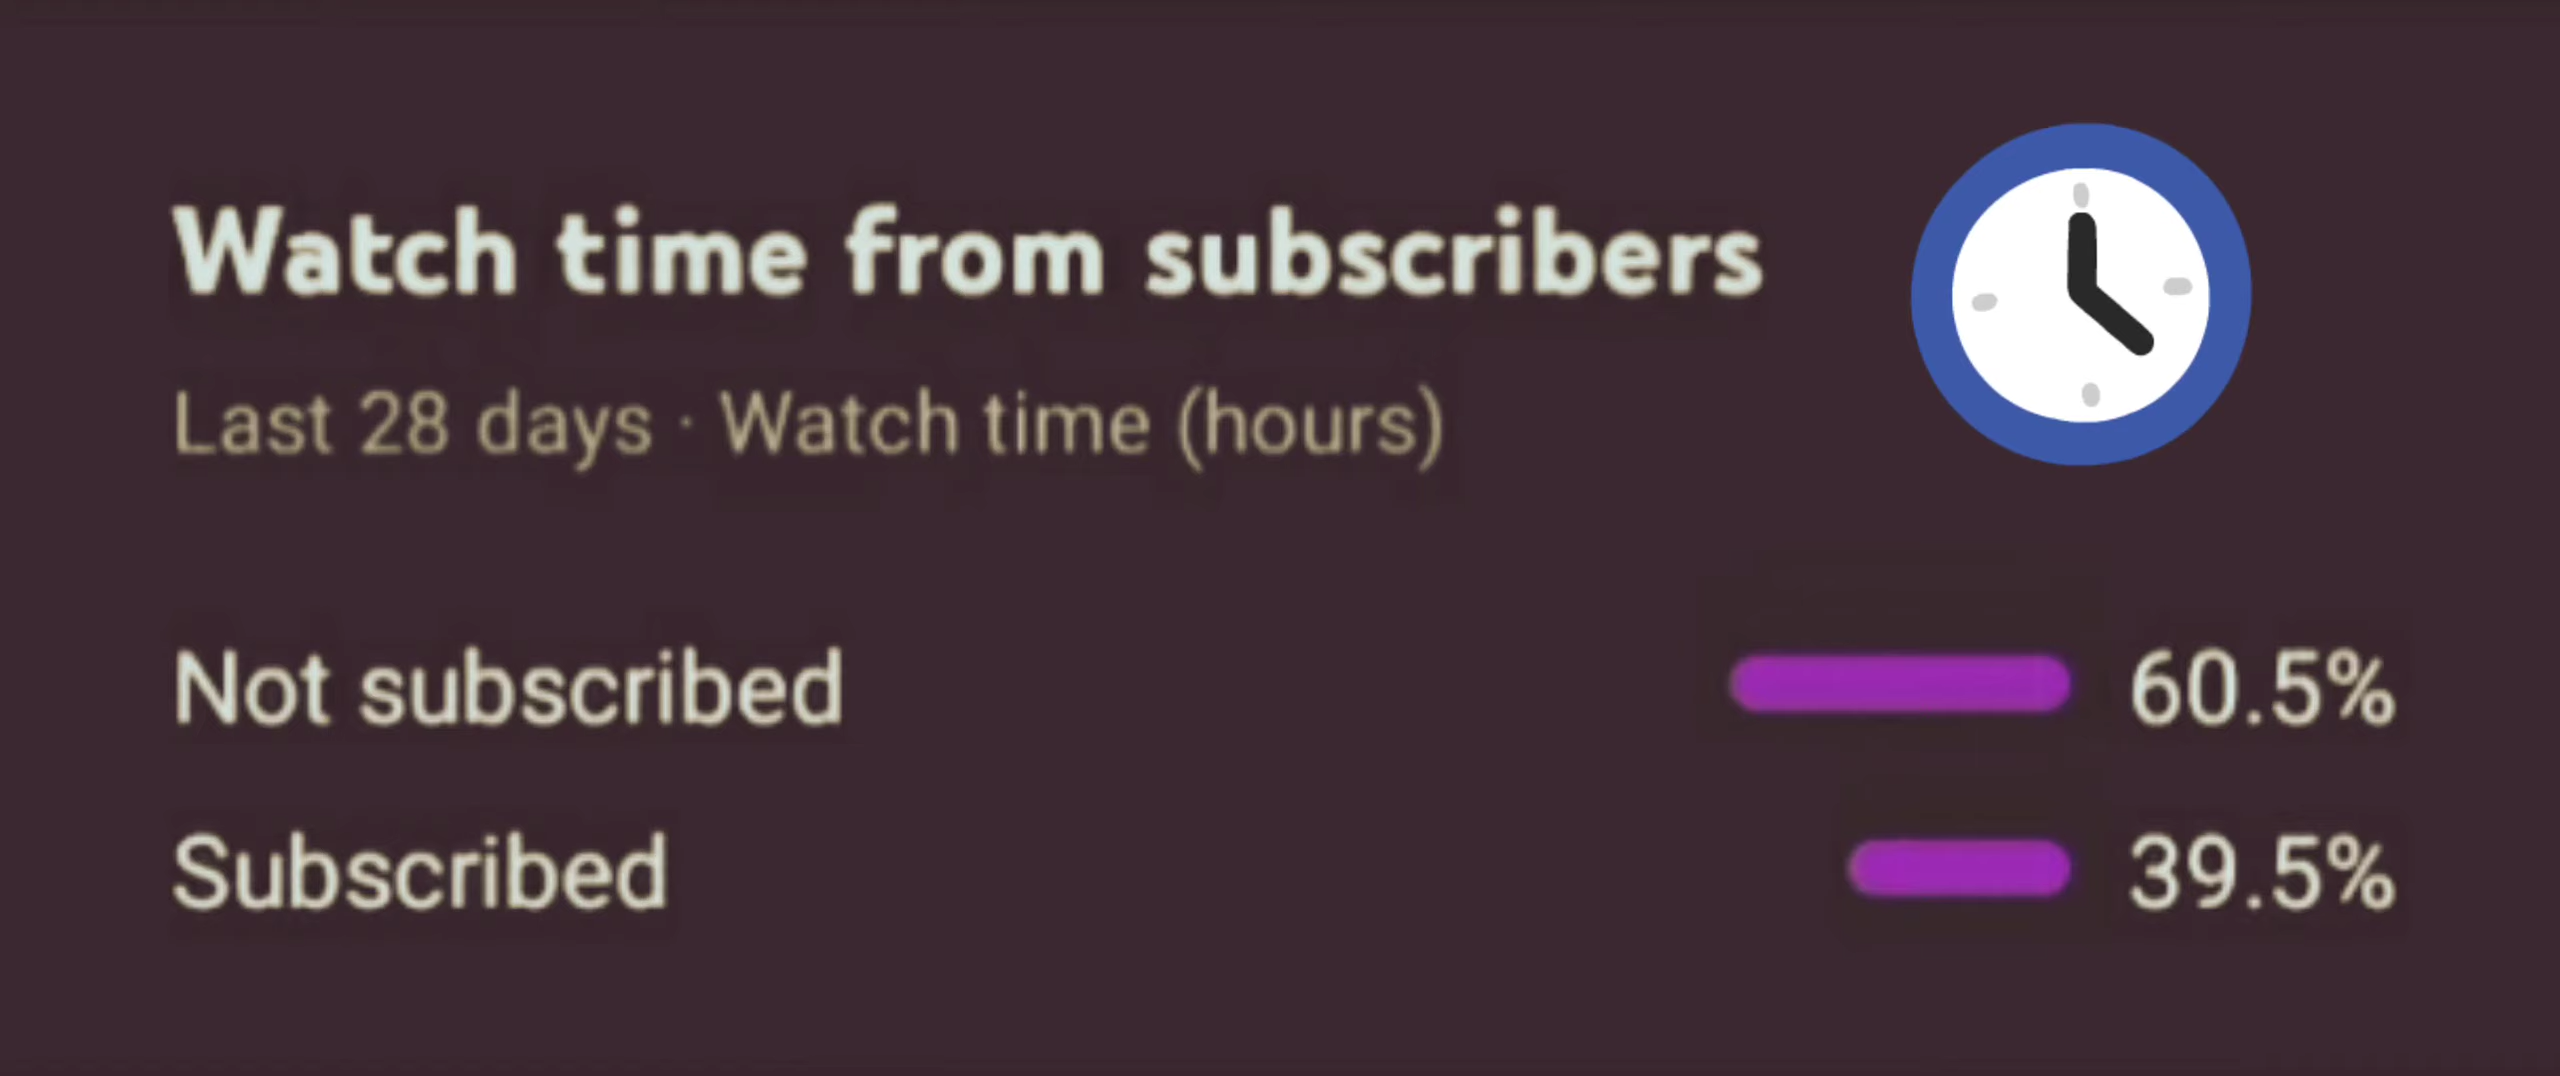 Watch time from subscribers
Last 28 days · Watch time (hours)
Not subscribed 60.5%
Subscribed 39.5%